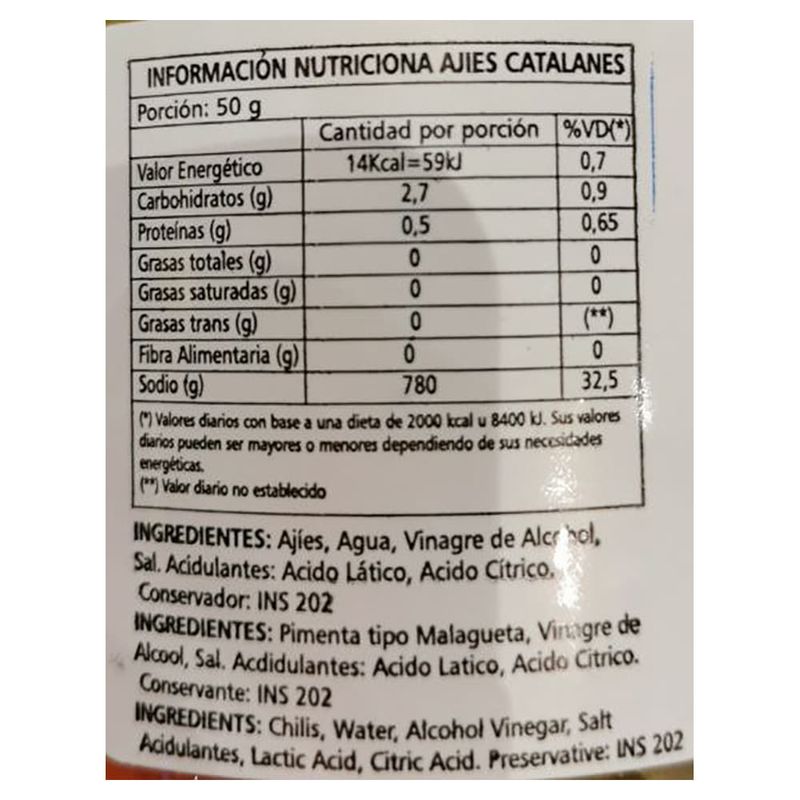 INFORMACIÓN NUTRICIONA AJIES CATALANES
Porción: 50 g
Cantidad por porción %VD(*)
Valor Energético 14Kcal=59kJ 0,7
Carbohidratos (g) 2,7 0,9
Proteínas (g) 0,5 0,65
Grasas totales (g) 0 0
Grasas saturadas (g) 0 0
Grasas trans (g) 0 (**)
Fibra Alimentaria (g) 0 0
Sodio (g) 780 32,5
(*) Valores diarios con base a una dieta de 2000 kcal u 8400 kJ. Sus valores
diarios pueden ser mayores o menores dependiendo de sus necesidades
energéticas.
(**) Valor diario no establecido
INGREDIENTES: Ajíes, Agua, Vinagre de Alcohol,
Sal. Acidulantes: Acido Lático, Acido Cítrico.
Conservador: INS 202
INGREDIENTES: Pimenta tipo Malagueta, Vinagre de
Alcool, Sal. Acdidulantes: Acido Latico, Acido Citrico.
Conservante: INS 202
INGREDIENTS: Chilis, Water, Alcohol Vinegar, Salt
Acidulantes, Lactic Acid, Citric Acid. Preservative: INS 202